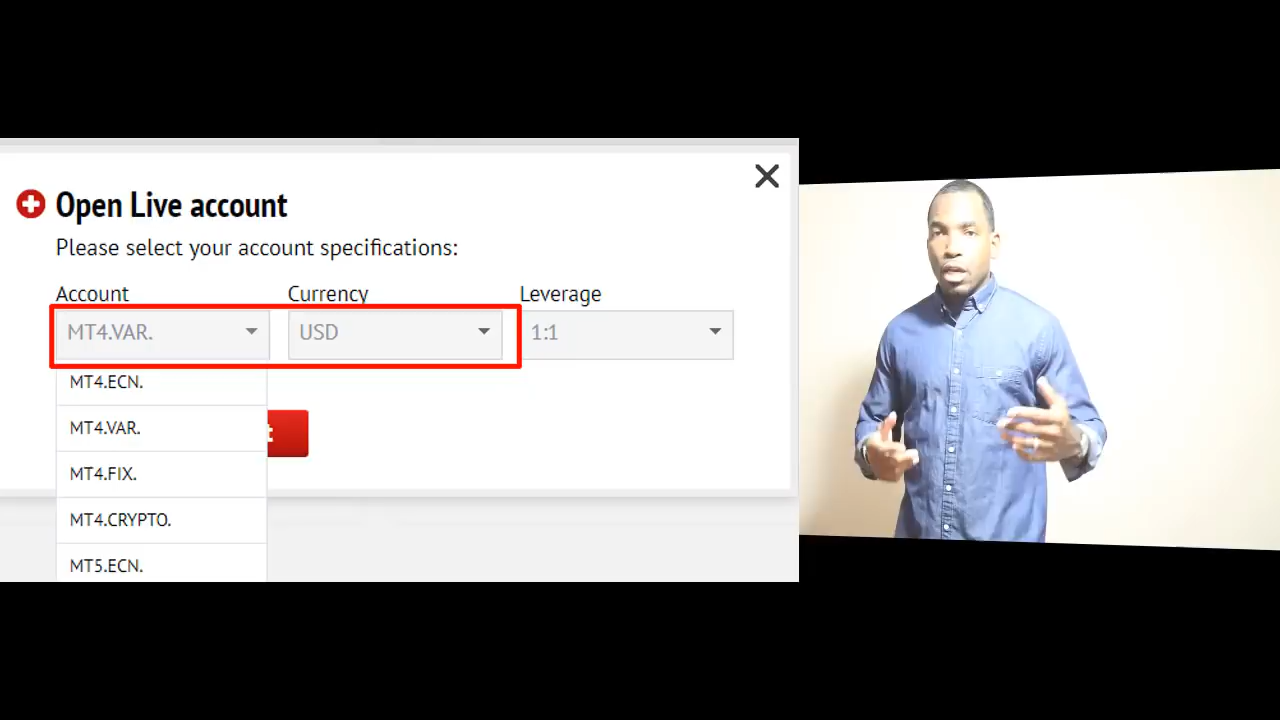 Open Live account
Please select your account specifications:
Account Currency Leverage
MT4.VAR. USD 1:1
MT4.ECN.
MT4.VAR.
MT4.FIX.
MT4.CRYPTO.
MT5.ECN.